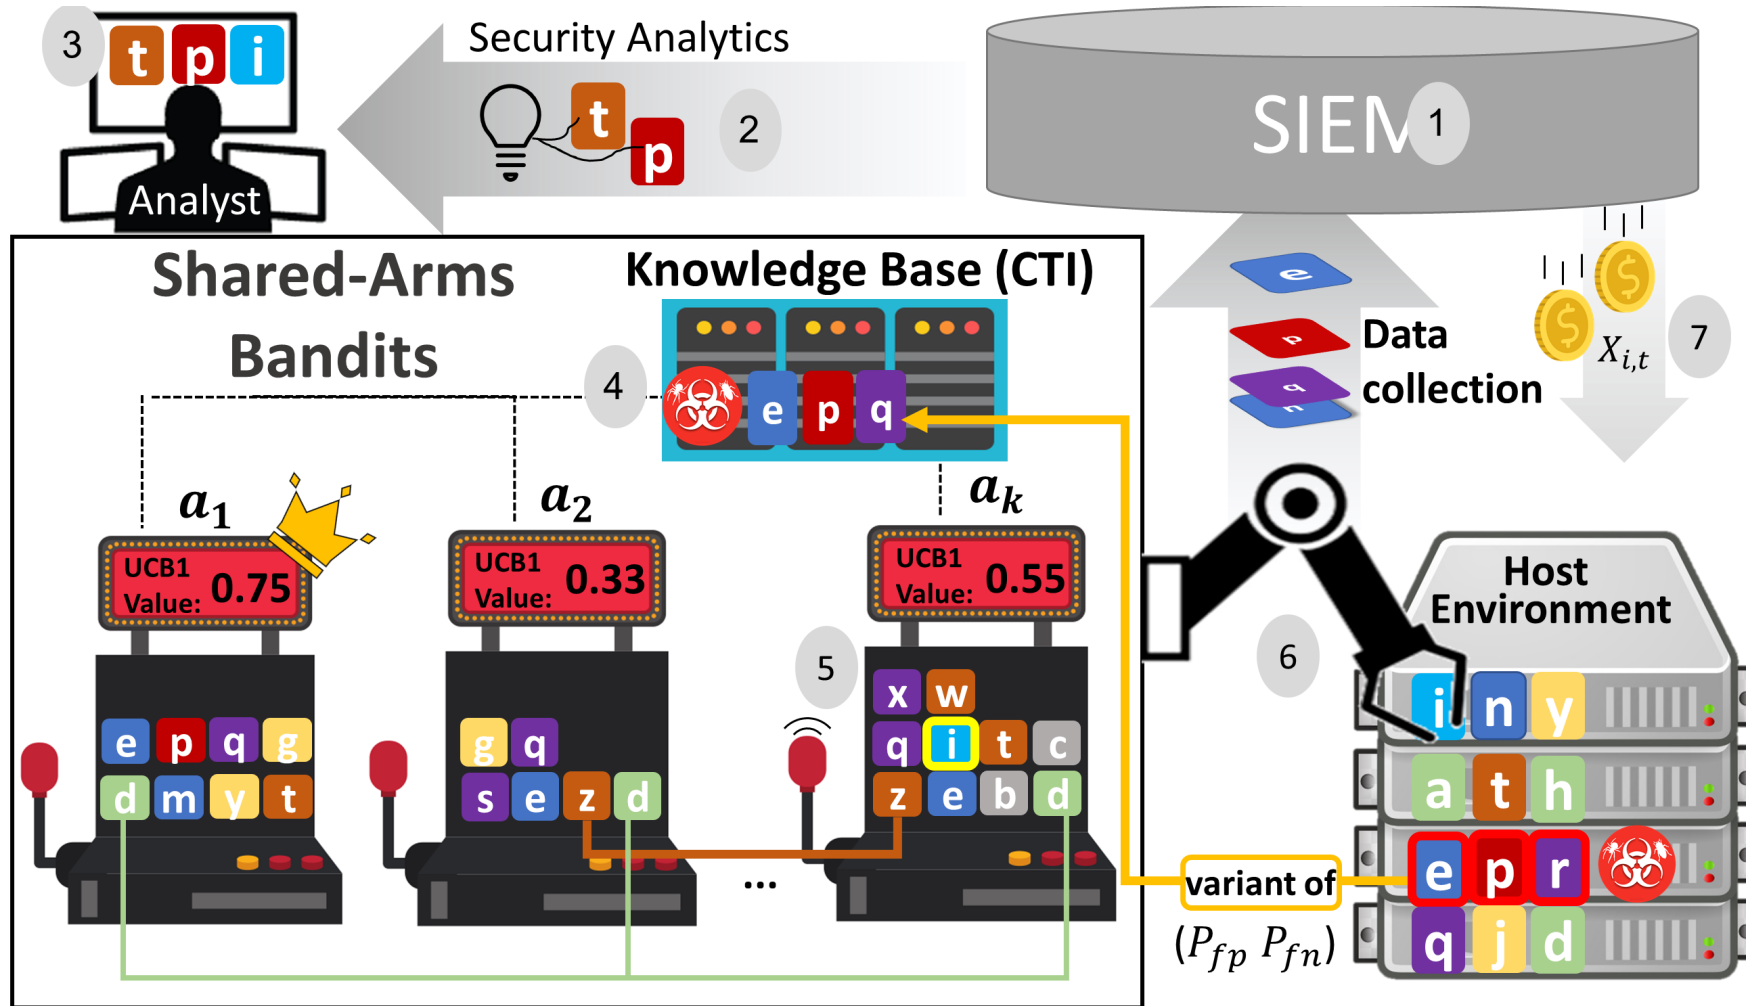 3
t p i
Analyst
Security Analytics
t
p
2
SIEM
1
Shared-Arms
Bandits
Knowledge Base (CTI)
4
e p q
e
p
q
n
Data
collection
X_{i,t}
7
a_1
a_2
a_k
UCB1
Value: 0.75
UCB1
Value: 0.33
UCB1
Value: 0.55
5
e p q g
d m y t
g q
s e z d
x w
q i t c
z e b d
...
6
Host
Environment
i n y
a t h
e p r
q j d
variant of
(P_{fp} P_{fn})